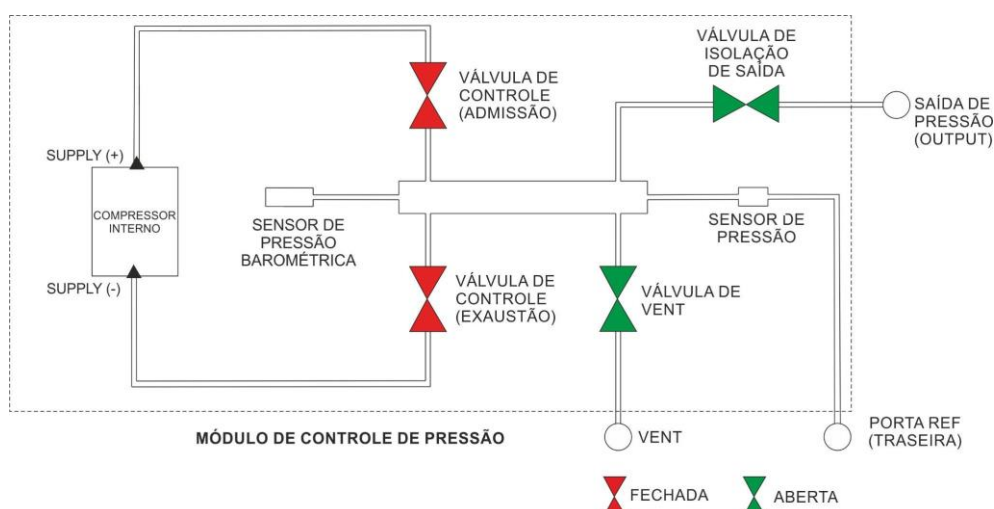 VÁLVULA DE
ISOLAÇÃO
DE SAÍDA
VÁLVULA DE
CONTROLE
(ADMISSÃO)
SAÍDA DE
PRESSÃO
(OUTPUT)
SUPPLY (+)
COMPRESSOR
INTERNO
SENSOR DE
PRESSÃO
BAROMÉTRICA
SENSOR DE
PRESSÃO
SUPPLY (-)
VÁLVULA DE
CONTROLE
(EXAUSTÃO)
VÁLVULA DE
VENT
MÓDULO DE CONTROLE DE PRESSÃO
VENT
PORTA REF
(TRASEIRA)
FECHADA
ABERTA